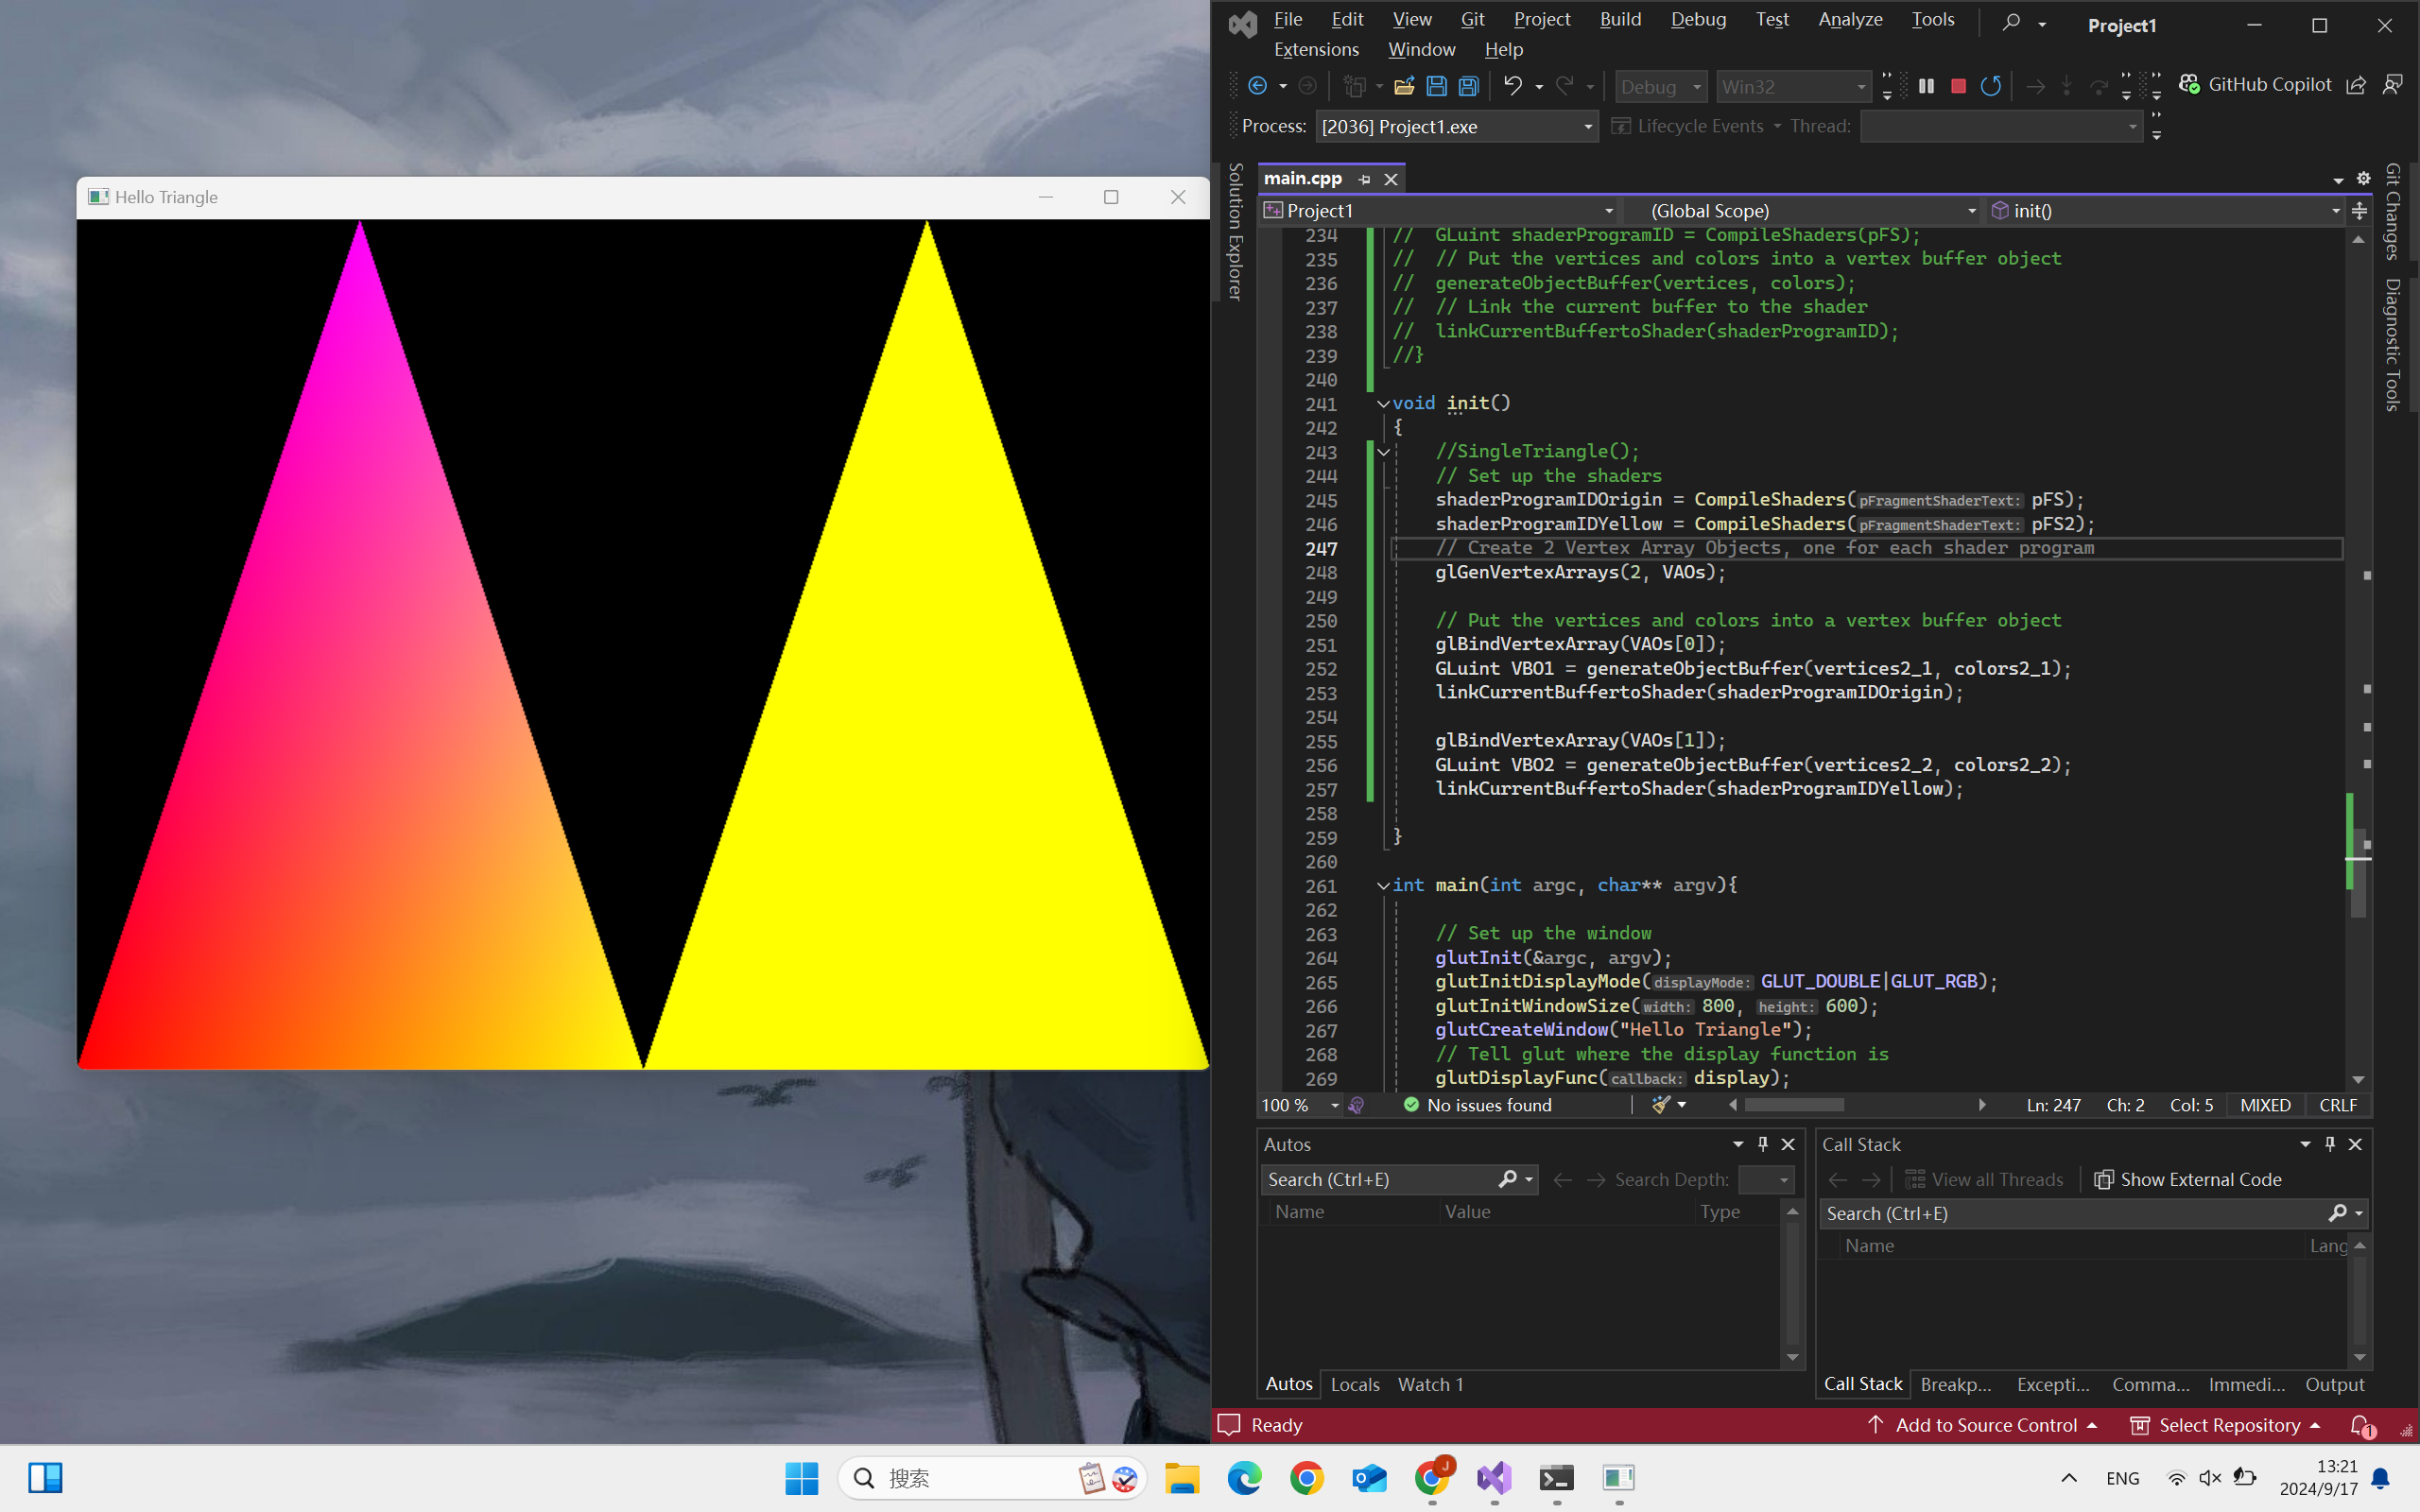 Hello Triangle
File Edit View Git Project Build Debug Test Analyze Tools Project1
Extensions Window Help
Debug Win32 GitHub Copilot
Process: [2036] Project1.exe Lifecycle Events Thread:
Solution Explorer
main.cpp
Project1 (Global Scope) init()
234 // GLuint shaderProgramID = CompileShaders(pFS);
235 // // Put the vertices and colors into a vertex buffer object
236 // generateObjectBuffer(vertices, colors);
237 // // Link the current buffer to the shader
238 // linkCurrentBuffertoShader(shaderProgramID);
239 //}
240
241 void init()
242 {
243 //SingleTriangle();
244 // Set up the shaders
245 shaderProgramIDOrigin = CompileShaders(pFragmentShaderText: pFS);
246 shaderProgramIDYellow = CompileShaders(pFragmentShaderText: pFS2);
247 // Create 2 Vertex Array Objects, one for each shader program
248 glGenVertexArrays(2, VAOs);
249
250 // Put the vertices and colors into a vertex buffer object
251 glBindVertexArray(VAOs[0]);
252 GLuint VBO1 = generateObjectBuffer(vertices2_1, colors2_1);
253 linkCurrentBuffertoShader(shaderProgramIDOrigin);
254
255 glBindVertexArray(VAOs[1]);
256 GLuint VBO2 = generateObjectBuffer(vertices2_2, colors2_2);
257 linkCurrentBuffertoShader(shaderProgramIDYellow);
258
259 }
260
261 int main(int argc, char** argv){
262
263 // Set up the window
264 glutInit(&argc, argv);
265 glutInitDisplayMode(displayMode: GLUT_DOUBLE|GLUT_RGB);
266 glutInitWindowSize(width: 800, height: 600);
267 glutCreateWindow("Hello Triangle");
268 // Tell glut where the display function is
269 glutDisplayFunc(callback: display);
Git Changes
Diagnostic Tools
100 % No issues found Ln: 247 Ch: 2 Col: 5 MIXED CRLF
Autos
Search (Ctrl+E) Search Depth:
Name Value Type
Autos Locals Watch 1
Call Stack
View all Threads Show External Code
Search (Ctrl+E)
Name Lang
Call Stack Breakp... Excepti... Comma... Immedi... Output
Ready Add to Source Control Select Repository 1
搜索 J ENG 13:21
2024/9/17